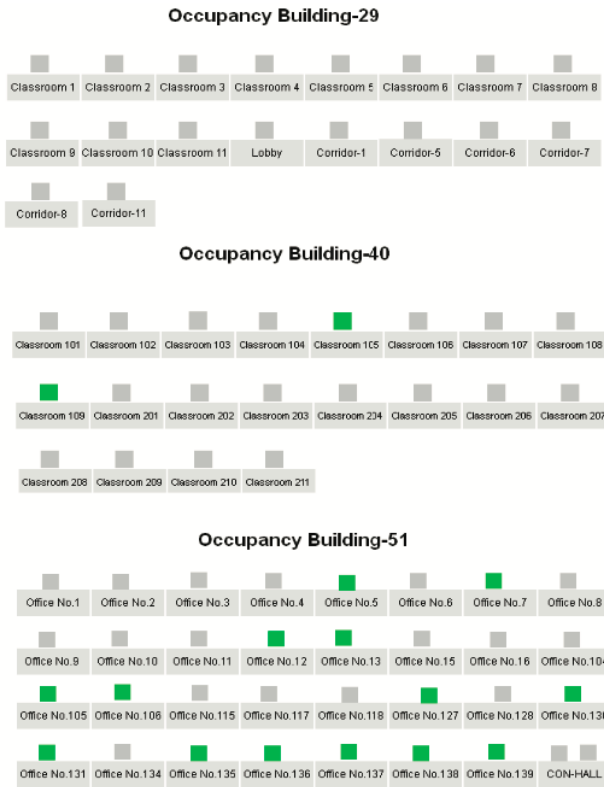 Occupancy Building-29
Classroom 1 Classroom 2 Classroom 3 Classroom 4 Classroom 5 Classroom 6 Classroom 7 Classroom 8
Classroom 9 Classroom 10 Classroom 11 Lobby Corridor-1 Corridor-5 Corridor-6 Corridor-7
Corridor-8 Corridor-11
Occupancy Building-40
Classroom 101 Classroom 102 Classroom 103 Classroom 104 Classroom 105 Classroom 106 Classroom 107 Classroom 108
Classroom 109 Classroom 201 Classroom 202 Classroom 203 Classroom 204 Classroom 205 Classroom 206 Classroom 207
Classroom 208 Classroom 209 Classroom 210 Classroom 211
Occupancy Building-51
Office No.1 Office No.2 Office No.3 Office No.4 Office No.5 Office No.6 Office No.7 Office No.8
Office No.9 Office No.10 Office No.11 Office No.12 Office No.13 Office No.15 Office No.16 Office No.104
Office No.105 Office No.106 Office No.115 Office No.117 Office No.118 Office No.127 Office No.128 Office No.130
Office No.131 Office No.134 Office No.135 Office No.136 Office No.137 Office No.138 Office No.139 CON-HALL